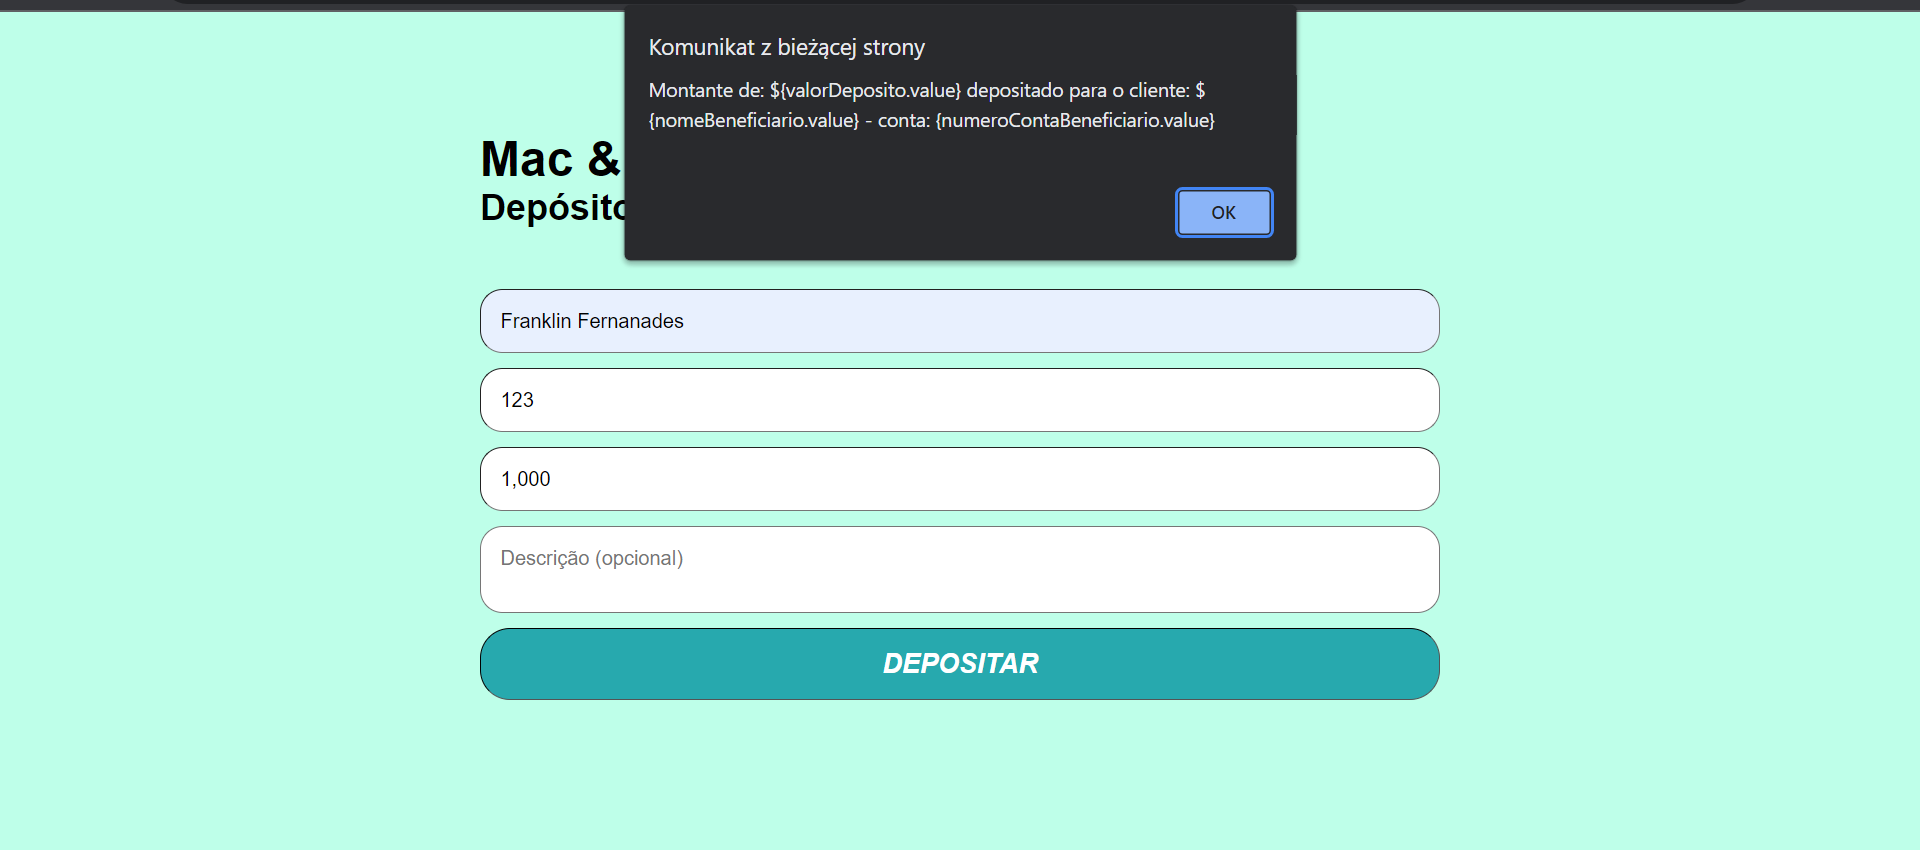 Komunikat z bieżącej strony
Montante de: ${valorDeposito.value} depositado para o cliente: $
{nomeBeneficiario.value} - conta: {numeroContaBeneficiario.value}
OK
Mac &
Depósito
Franklin Fernanades
123
1,000
Descrição (opcional)
DEPOSITAR